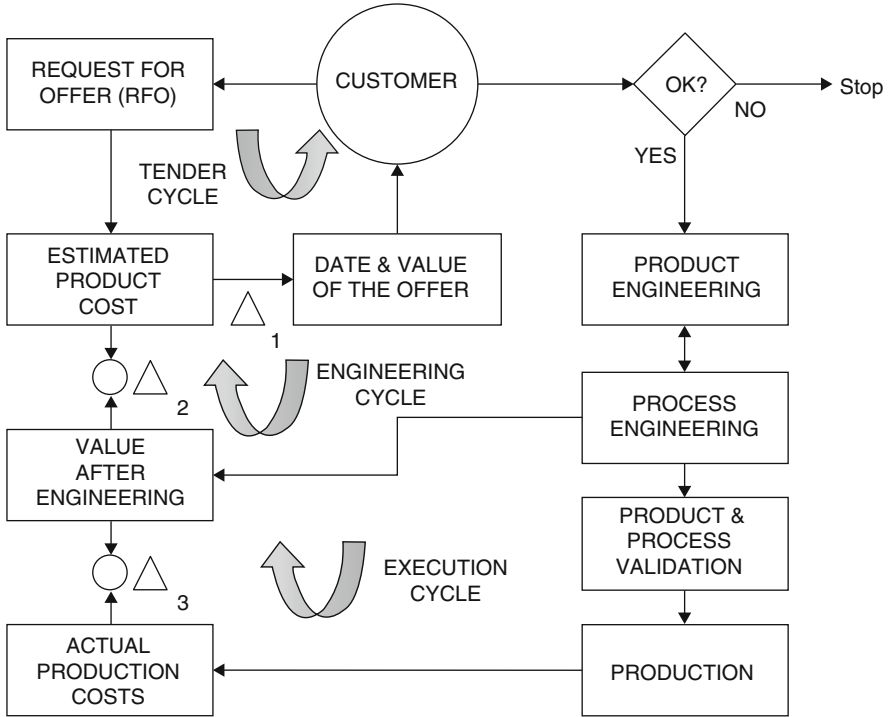 REQUEST FOR
OFFER (RFO)
CUSTOMER
OK?
Stop
NO
YES
TENDER
CYCLE
ESTIMATED
PRODUCT
COST
DATE & VALUE
OF THE OFFER
PRODUCT
ENGINEERING
1
2
ENGINEERING
CYCLE
PROCESS
ENGINEERING
VALUE
AFTER
ENGINEERING
PRODUCT &
PROCESS
VALIDATION
EXECUTION
CYCLE
3
ACTUAL
PRODUCTION
COSTS
PRODUCTION